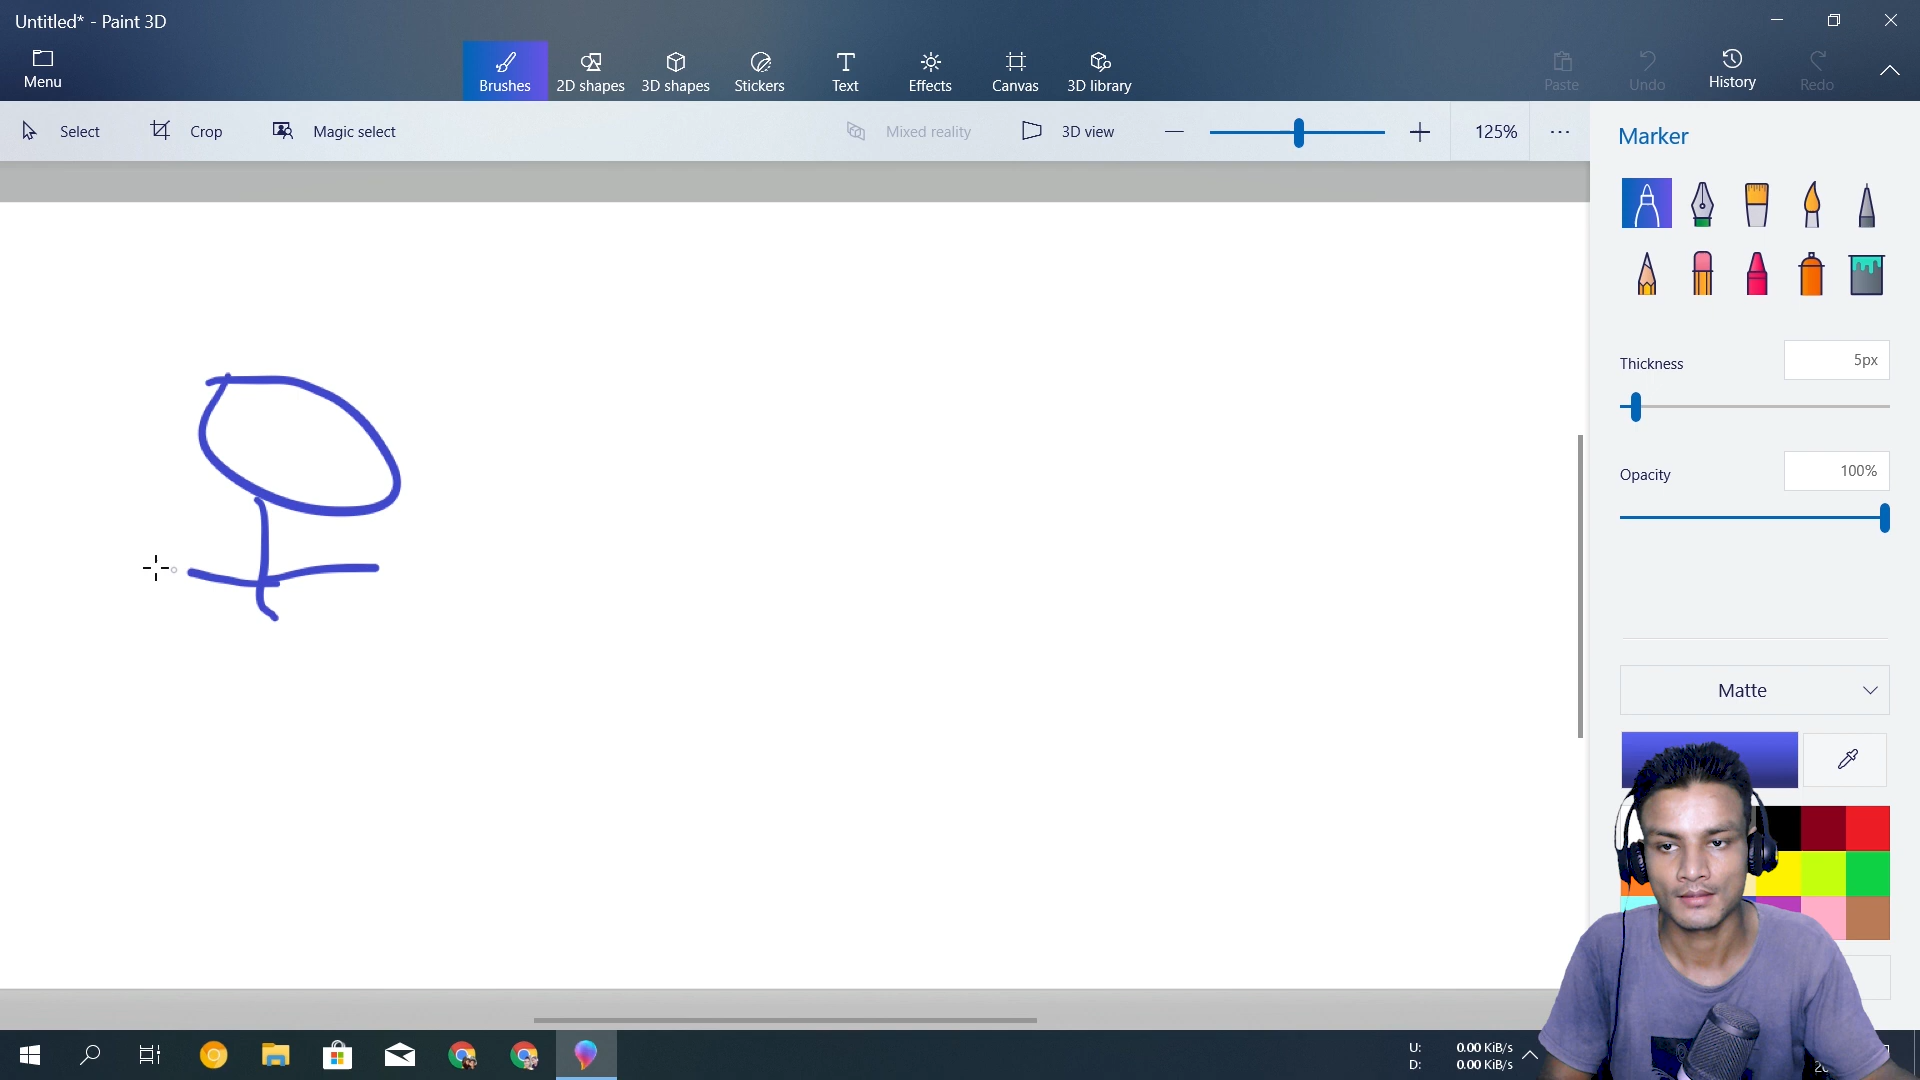 Untitled* - Paint 3D
Menu
Brushes
2D shapes
3D shapes
Stickers
Text
Effects
Canvas
3D library
Paste
Undo
History
Redo
Select
Crop
Magic select
Mixed reality
3D view
125%
Marker
Thickness
5px
Opacity
100%
Matte
U: 0.00 KiB/s
D: 0.00 KiB/s